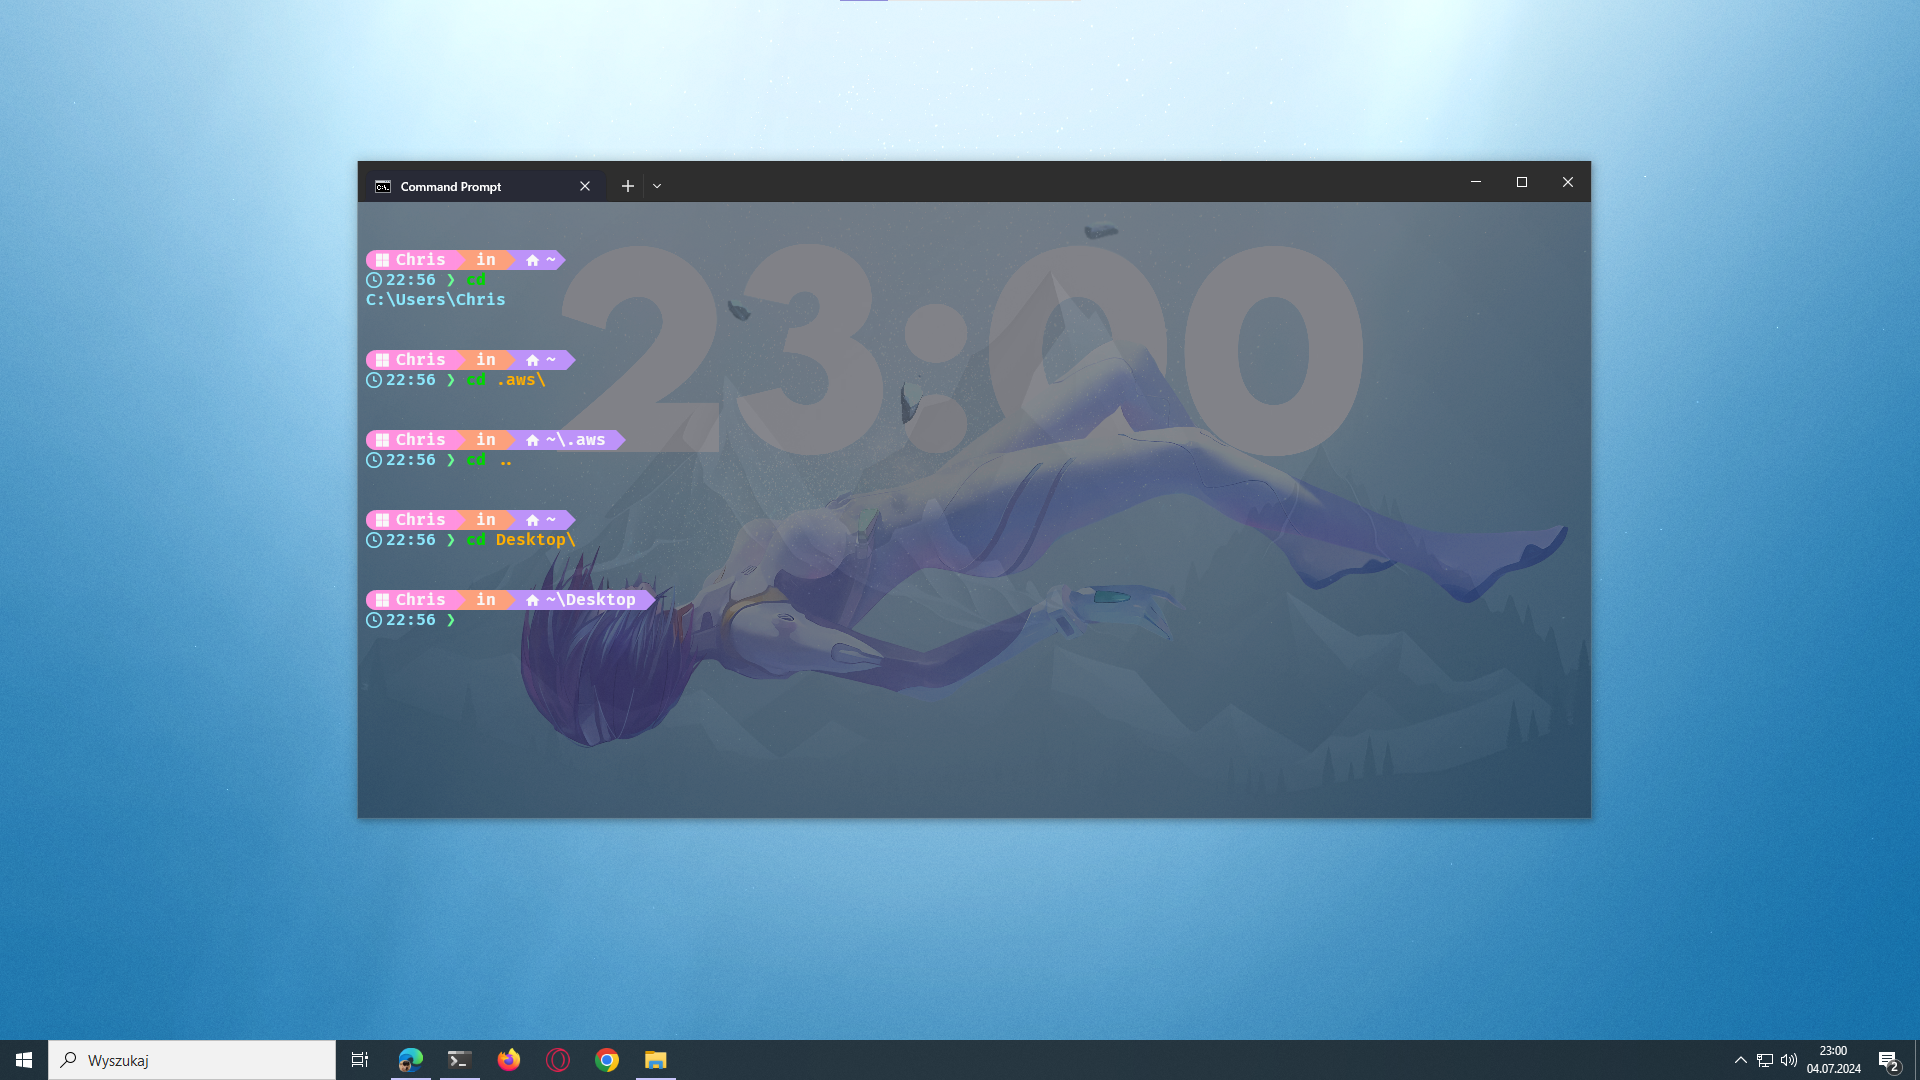 Command Prompt
23:00
Chris in ~
22:56 ❯ cd
C:\Users\Chris
Chris in ~
22:56 ❯ cd .aws\
Chris in ~\.aws
22:56 ❯ cd ..
Chris in ~
22:56 ❯ cd Desktop\
Chris in ~\Desktop
22:56 ❯
Wyszukaj
23:00
04.07.2024
2